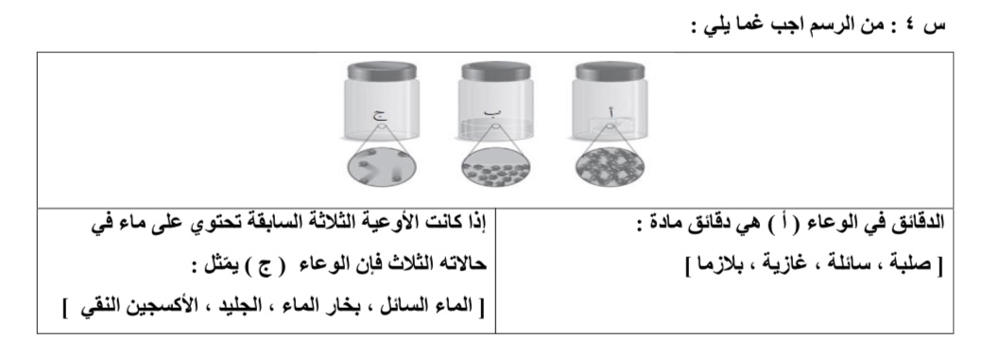 س ٤ : من الرسم اجب غما يلي :
أ
ب
ج
الدقائق في الوعاء ( أ ) هي دقائق مادة :
[ صلبة ، سائلة ، غازية ، بلازما ]
إذا كانت الأوعية الثلاثة السابقة تحتوي على ماء في
حالاته الثلاث فإن الوعاء ( ج ) يمّثل :
[ الماء السائل ، بخار الماء ، الجليد ، الأكسجين النقي ]